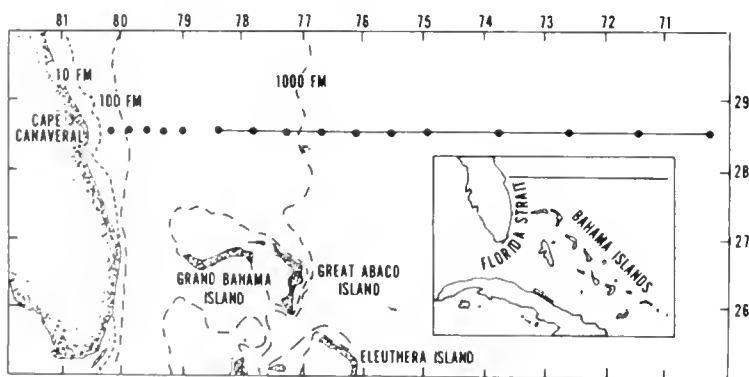 81 80 79 78 77 76 75 74 73 72 71
10 FM
1000 FM
100 FM
29
CAPE
CANAVERAL
28
FLORIDA STRAIT
BAHAMA ISLANDS
27
GRAND BAHAMA
ISLAND
GREAT ABACO
ISLAND
26
ELEUTHERA ISLAND